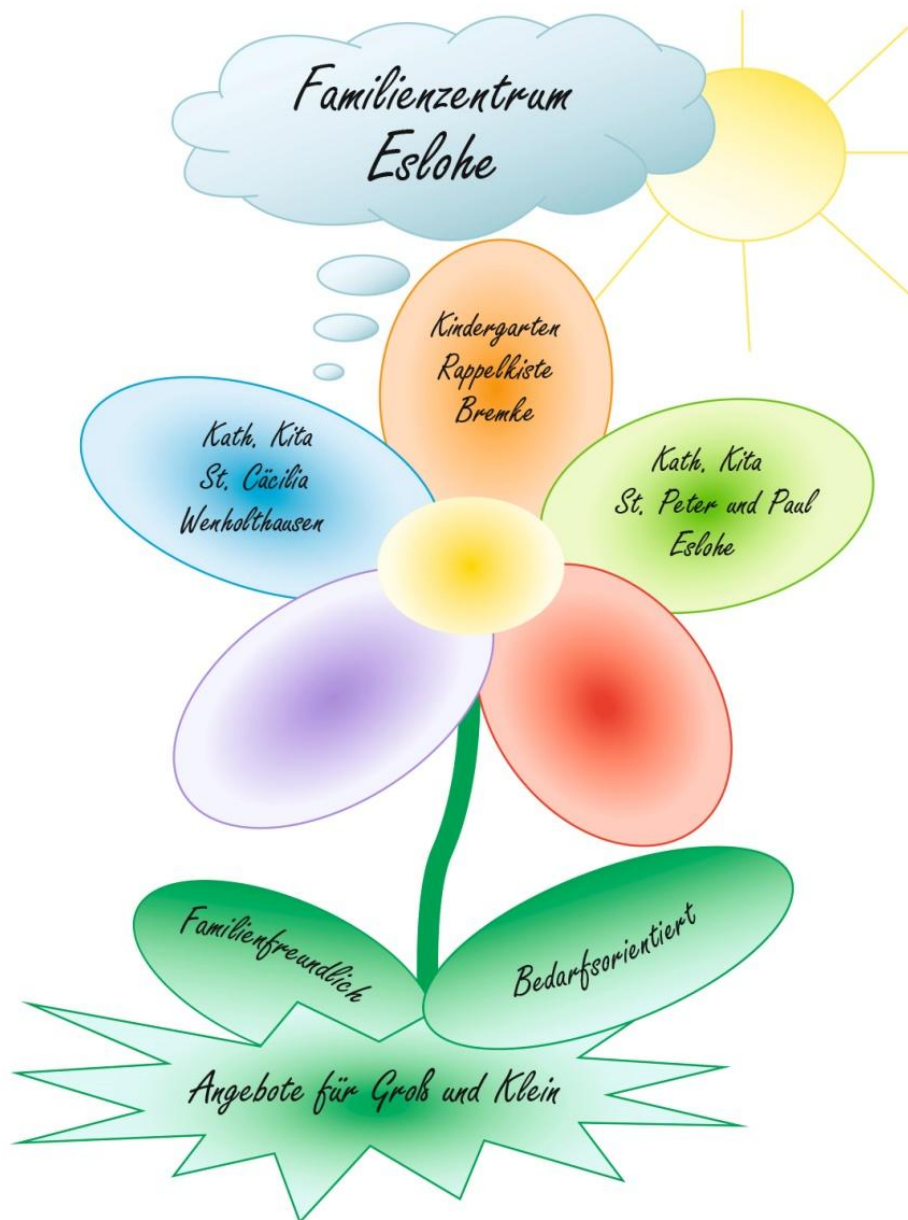 Familienzentrum
Eslohe
Kindergarten
Rappelkiste
Bremke
Kath. Kita
St. Cäcilia
Wenholthausen
Kath. Kita
St. Peter und Paul
Eslohe
Familienfreundlich
Bedarfsorientiert
Angebote für Groß und Klein